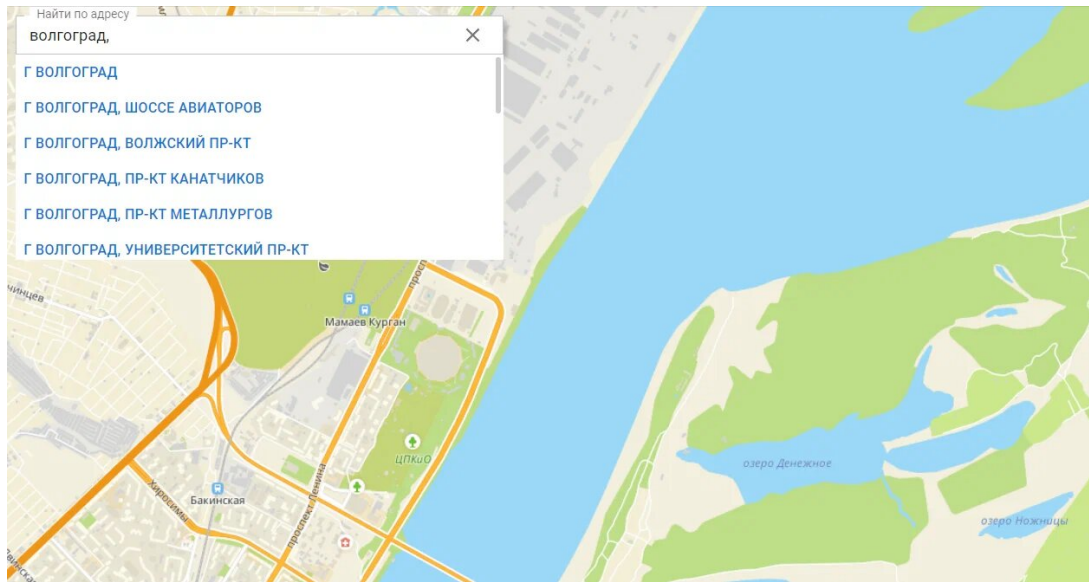 Найти по адресу
волгоград,
Г ВОЛГОГРАД
Г ВОЛГОГРАД, ШОССЕ АВИАТОРОВ
Г ВОЛГОГРАД, ВОЛЖСКИЙ ПР-КТ
Г ВОЛГОГРАД, ПР-КТ КАНАТЧИКОВ
Г ВОЛГОГРАД, ПР-КТ МЕТАЛЛУРГОВ
Г ВОЛГОГРАД, УНИВЕРСИТЕТСКИЙ ПР-КТ
Мамаев Курган
ЦПКиО
озеро Денежное
Бакинская
Хиросимы
проспект Ленина
озеро Ножницы